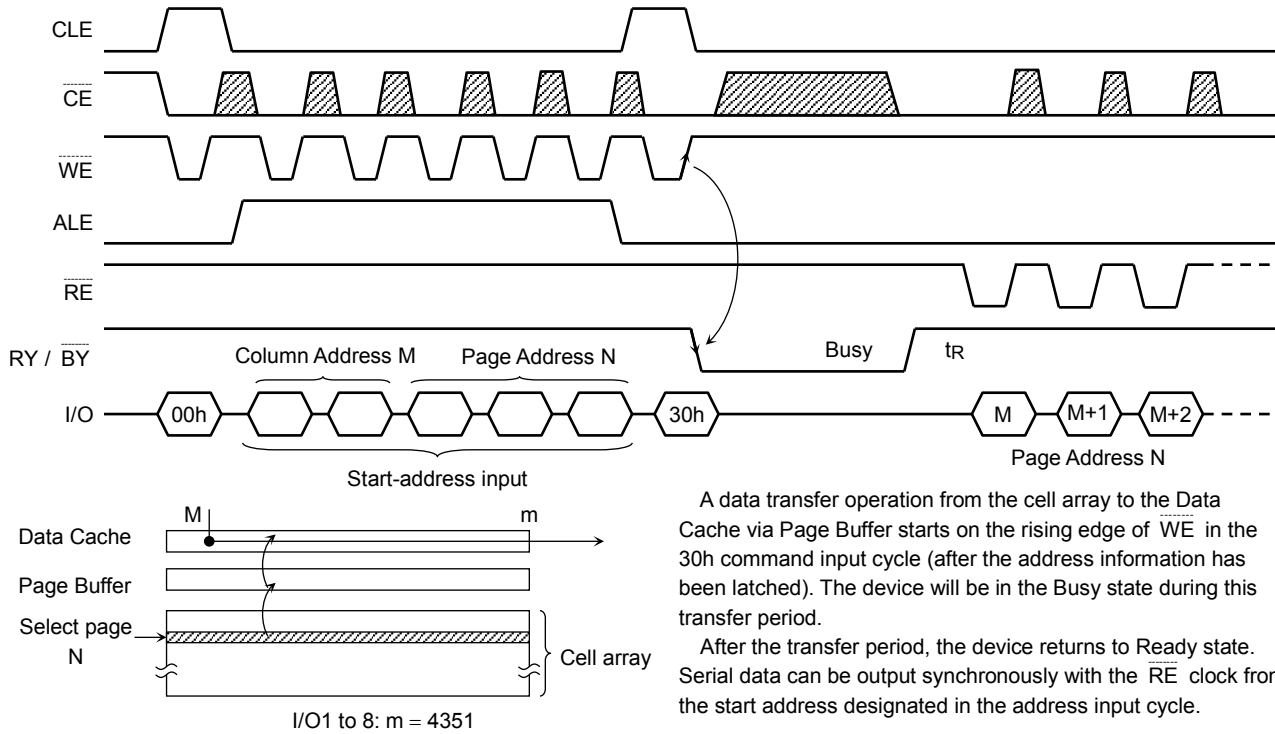 CLE
CE
WE
ALE
RE
RY / BY
Busy
tR
Column Address M
Page Address N
I/O
00h
30h
M
M+1
M+2
Start-address input
Page Address N
M
m
Data Cache
Page Buffer
Select page
N
Cell array
I/O1 to 8: m = 4351
A data transfer operation from the cell array to the Data
Cache via Page Buffer starts on the rising edge of WE in the
30h command input cycle (after the address information has
been latched). The device will be in the Busy state during this
transfer period.
After the transfer period, the device returns to Ready state.
Serial data can be output synchronously with the RE clock from
the start address designated in the address input cycle.